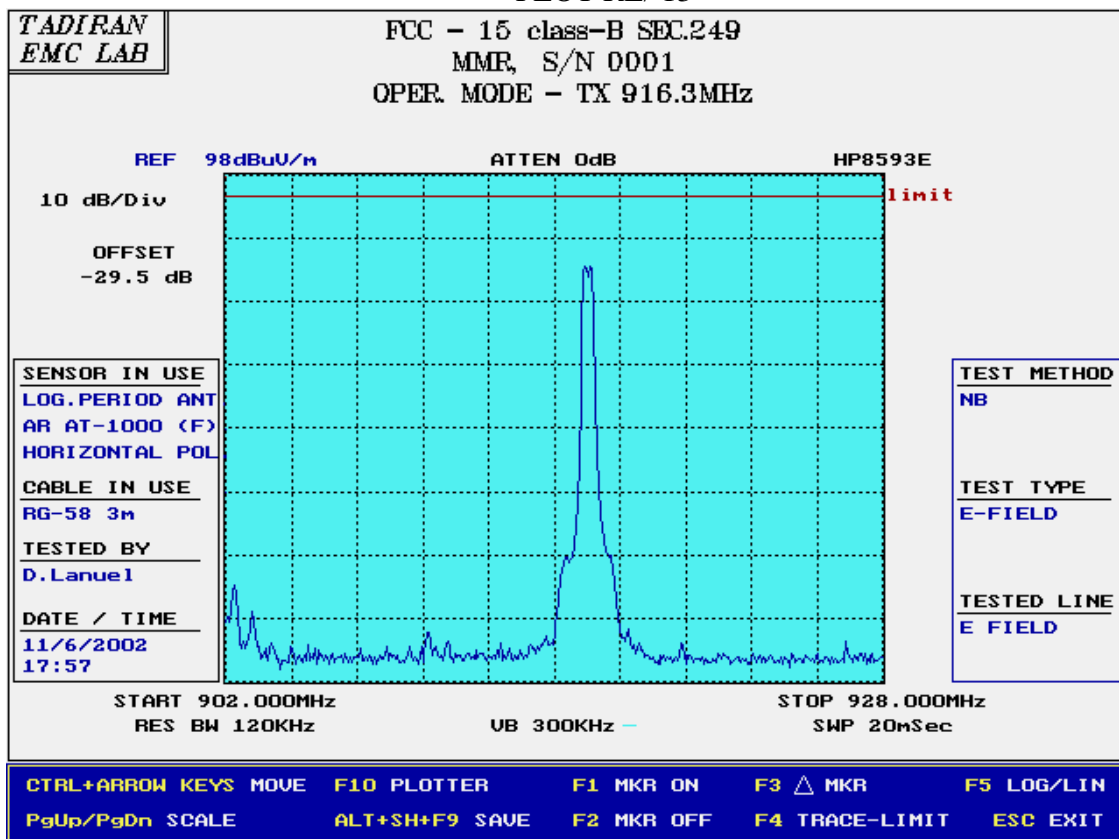 TADIRAN
EMC LAB
FCC - 15 class-B SEC.249
MMR, S/N 0001
OPER. MODE - TX 916.3MHz
REF 98dBuV/m
ATTEN 0dB
HP8593E
10 dB/Div
limit
OFFSET
-29.5 dB
SENSOR IN USE
LOG.PERIOD ANT
AR AT-1000 (F)
HORIZONTAL POL
CABLE IN USE
RG-58 3m
TESTED BY
D.Lanuel
DATE / TIME
11/6/2002
17:57
TEST METHOD
NB
TEST TYPE
E-FIELD
TESTED LINE
E FIELD
START 902.000MHz
STOP 928.000MHz
RES BW 120KHz
VB 300KHz
SWP 20mSec
CTRL+ARROW KEYS MOVE F10 PLOTTER F1 MKR ON F3 △ MKR F5 LOG/LIN
PgUp/PgDn SCALE ALT+SH+F9 SAVE F2 MKR OFF F4 TRACE-LIMIT ESC EXIT